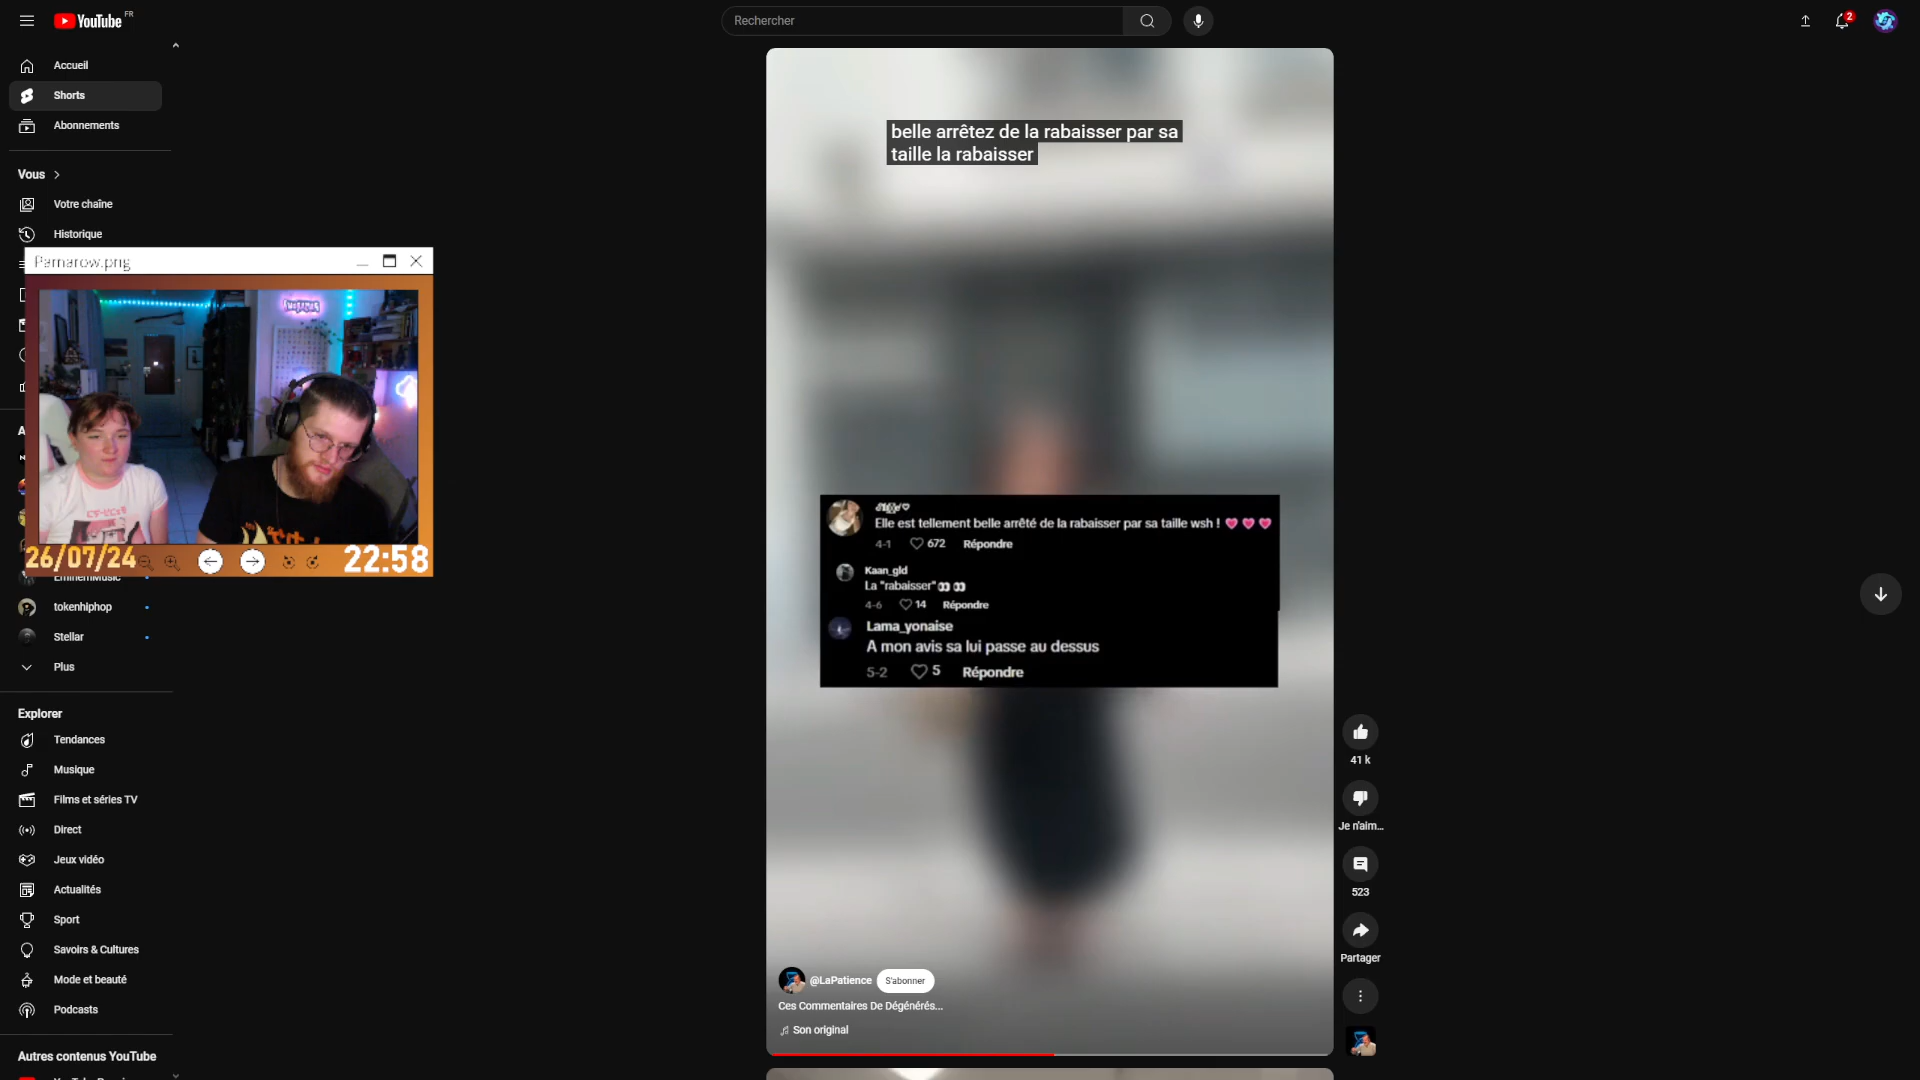 YouTube FR
Rechercher
2
Accueil
Shorts
Abonnements
Vous
Votre chaîne
Historique
Parnarow.png
26/07/24
22:58
EminemMusic
tokenhiphop
Stellar
Plus
Explorer
Tendances
Musique
Films et séries TV
Direct
Jeux vidéo
Actualités
Sport
Savoirs & Cultures
Mode et beauté
Podcasts
Autres contenus YouTube
belle arrêtez de la rabaisser par sa
taille la rabaisser
Elle est tellement belle arrêté de la rabaisser par sa taille wsh ! 💗 💗 💗
4-1 672 Répondre
Kaan_gld
La "rabaisser" 👀 👀
4-6 14 Répondre
Lama_yonaise
A mon avis sa lui passe au dessus
5-2 5 Répondre
@LaPatience S'abonner
Ces Commentaires De Dégénérés...
Son original
41 k
Je n'aim...
523
Partager